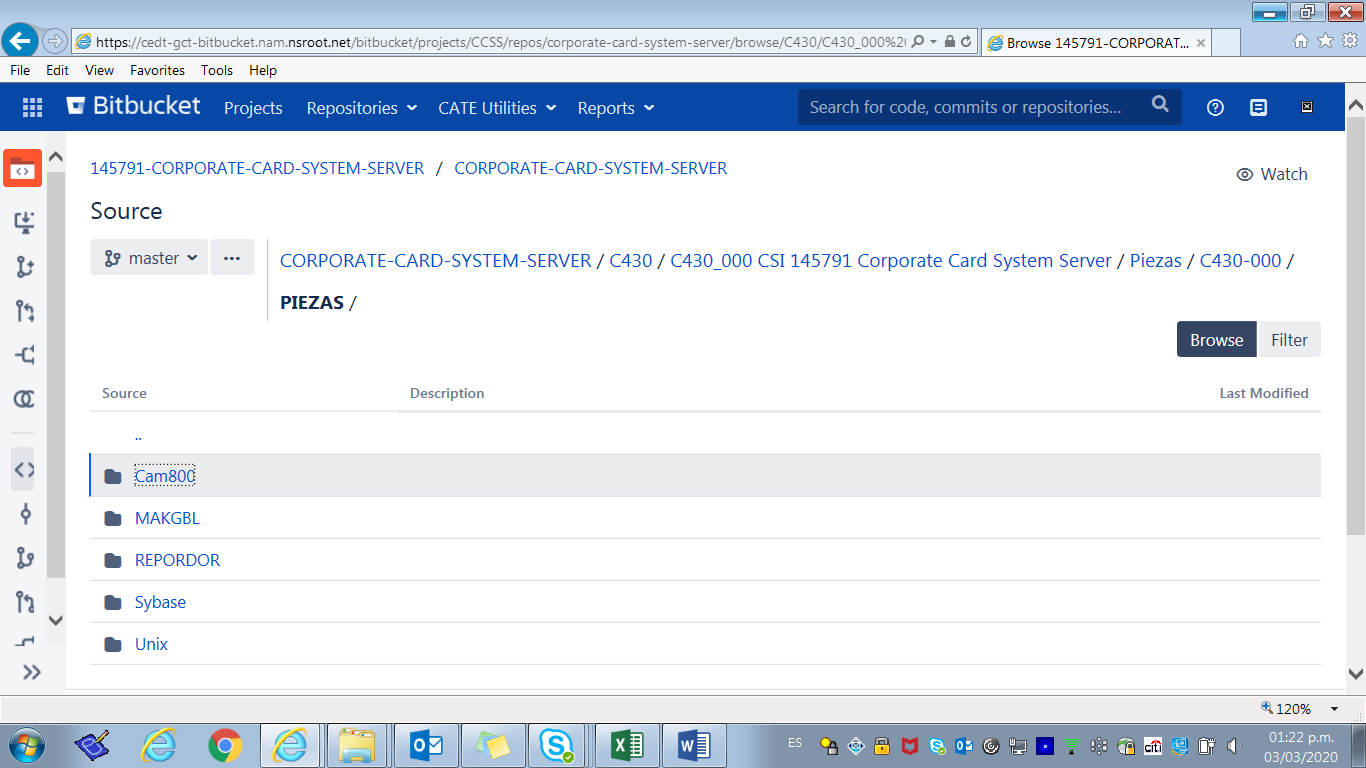 https://cedt-gct-bitbucket.nam.nsroot.net/bitbucket/projects/CCSS/repos/corporate-card-system-server/browse/C430/C430_000%20
Browse 145791-CORPORAT...
File Edit View Favorites Tools Help
Bitbucket Projects Repositories CATE Utilities Reports Search for code, commits or repositories...
145791-CORPORATE-CARD-SYSTEM-SERVER / CORPORATE-CARD-SYSTEM-SERVER
Watch
Source
master ... CORPORATE-CARD-SYSTEM-SERVER / C430 / C430_000 CSI 145791 Corporate Card System Server / Piezas / C430-000 /
PIEZAS /
Browse Filter
Source Description Last Modified
..
Cam800
MAKGBL
REPORDOR
Sybase
Unix
120%
ES
citi
01:22 p.m.
03/03/2020